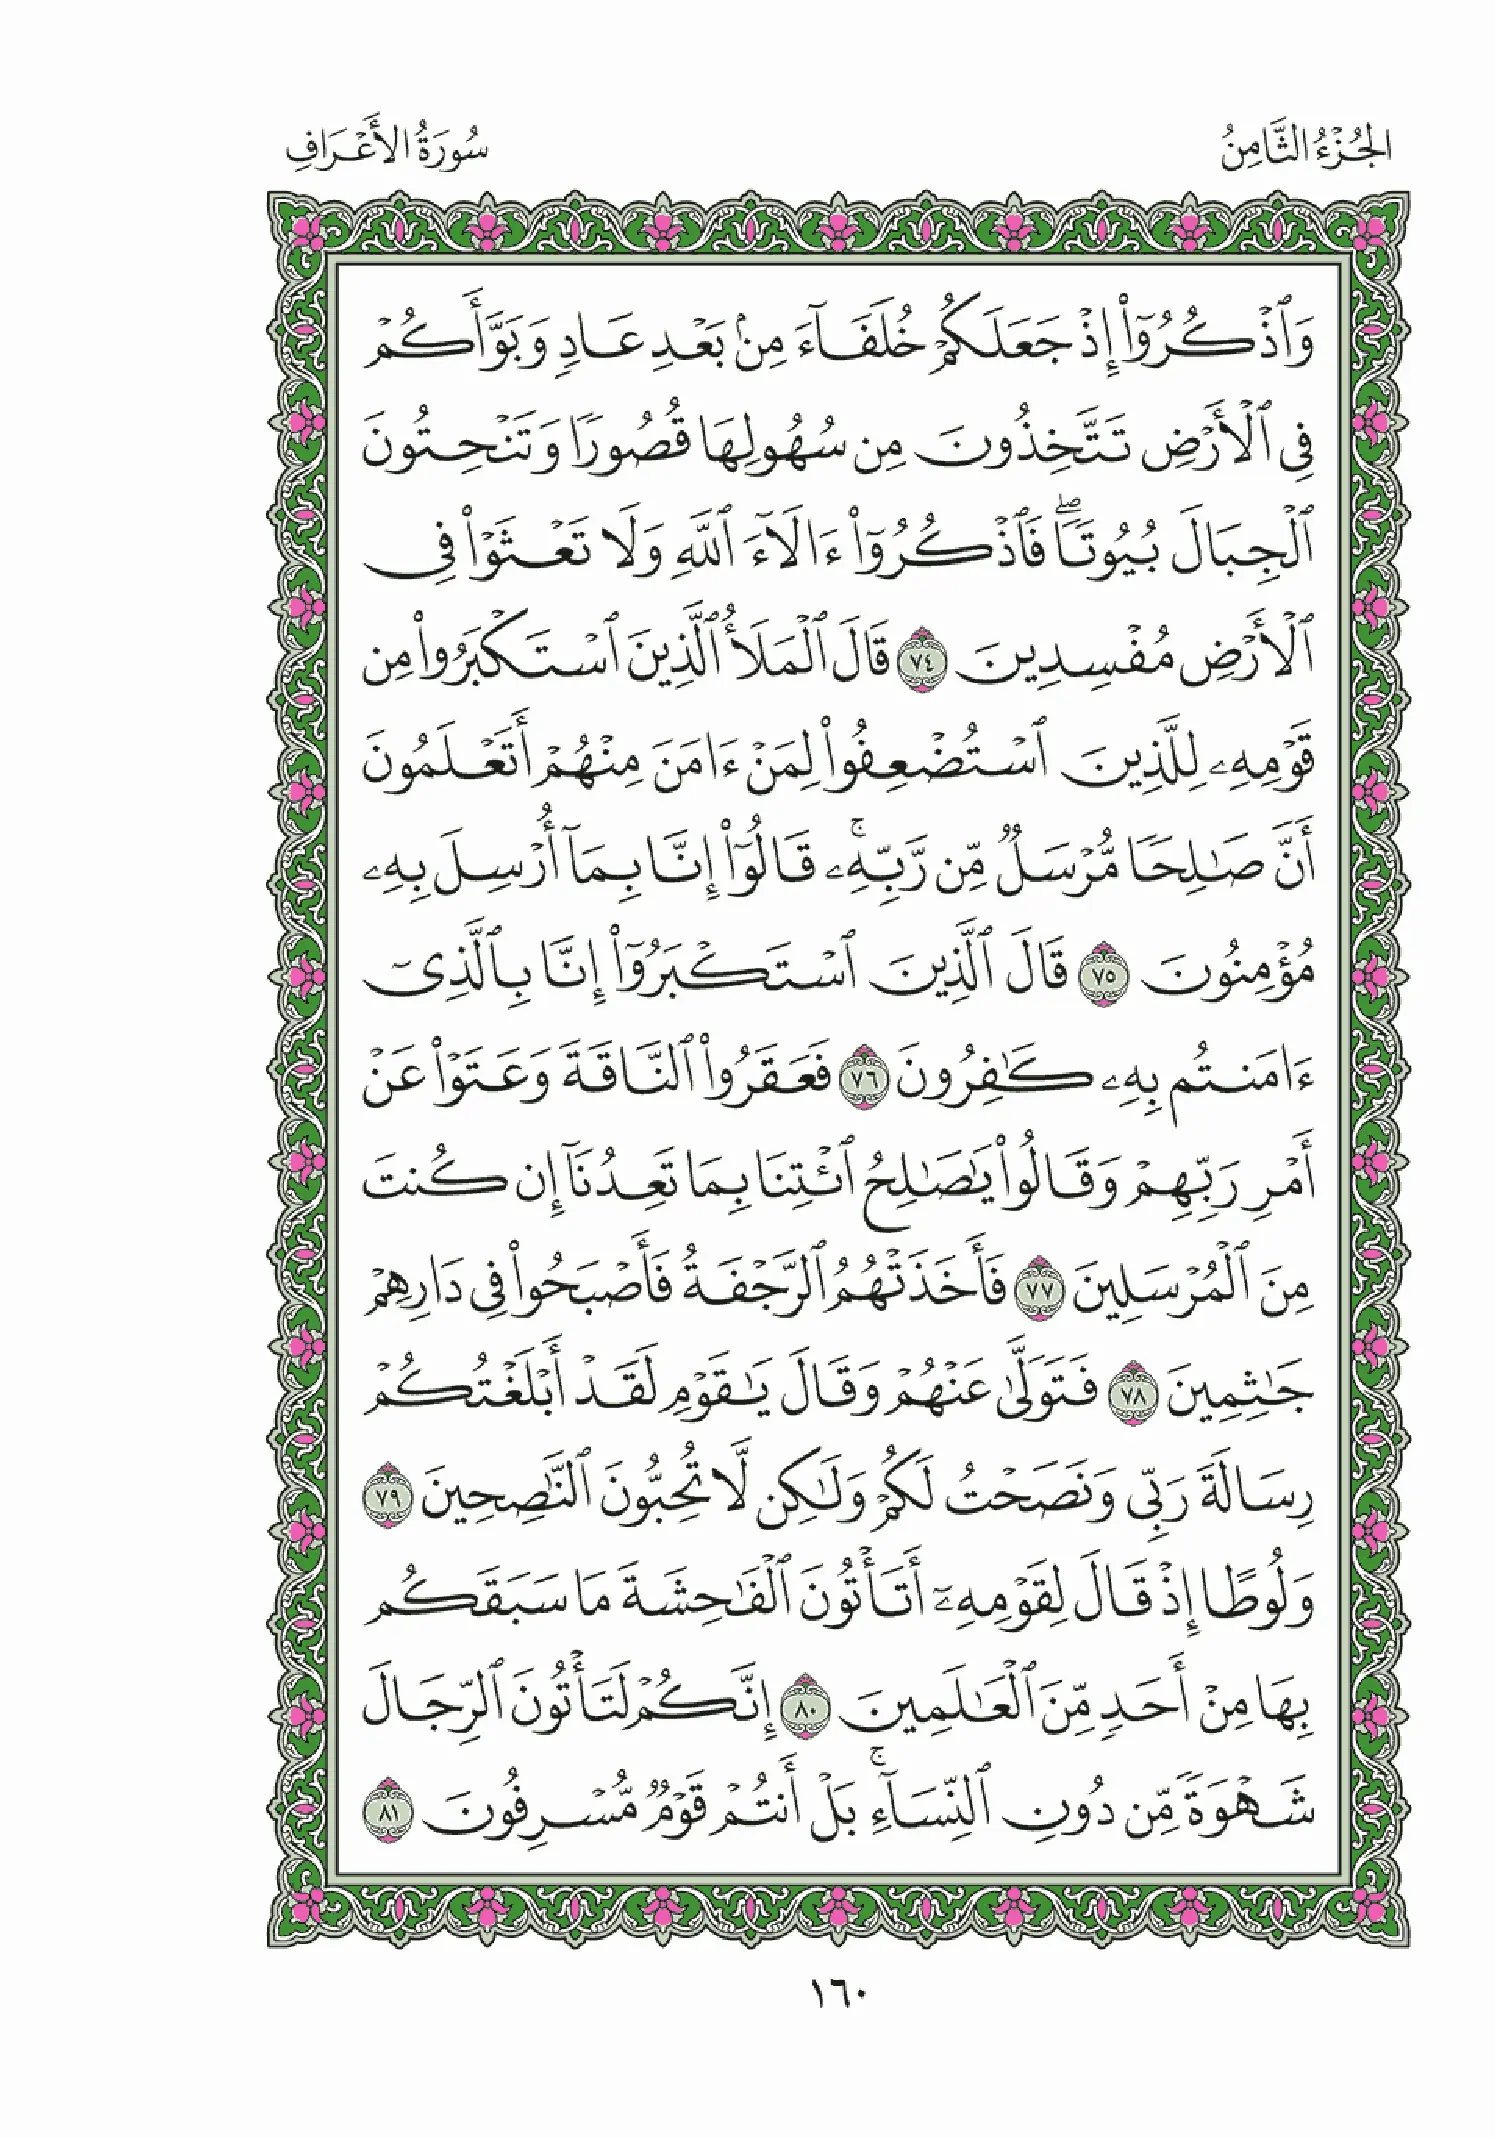 الجُزْءُ الثَّامِنُ
سُورَةُ الأَعْرَافِ
وَٱذْكُرُوٓا۟ إِذْ جَعَلَكُمْ خُلَفَآءَ مِنۢ بَعْدِ عَادٍ وَبَوَّأَكُمْ
فِى ٱلْأَرْضِ تَتَّخِذُونَ مِن سُهُولِهَا قُصُورًا وَتَنْحِتُونَ
ٱلْجِبَالَ بُيُوتًا ۖ فَٱذْكُرُوٓا۟ ءَالَآءَ ٱللَّهِ وَلَا تَعْثَوْا۟ فِى
ٱلْأَرْضِ مُفْسِدِينَ ٧٤ قَالَ ٱلْمَلَأُ ٱلَّذِينَ ٱسْتَكْبَرُوا۟ مِن
قَوْمِهِۦ لِلَّذِينَ ٱسْتُضْعِفُوا۟ لِمَنْ ءَامَنَ مِنْهُمْ أَتَعْلَمُونَ
أَنَّ صَـٰلِحًا مُّرْسَلٌ مِّن رَّبِّهِۦ ۚ قَالُوٓا۟ إِنَّا بِمَآ أُرْسِلَ بِهِۦ
مُؤْمِنُونَ ٧٥ قَالَ ٱلَّذِينَ ٱسْتَكْبَرُوٓا۟ إِنَّا بِٱلَّذِىٓ
ءَامَنتُم بِهِۦ كَـٰفِرُونَ ٧٦ فَعَقَرُوا۟ ٱلنَّاقَةَ وَعَتَوْا۟ عَنْ
أَمْرِ رَبِّهِمْ وَقَالُوا۟ يَـٰصَـٰلِحُ ٱئْتِنَا بِمَا تَعِدُنَآ إِن كُنتَ
مِنَ ٱلْمُرْسَلِينَ ٧٧ فَأَخَذَتْهُمُ ٱلرَّجْفَةُ فَأَصْبَحُوا۟ فِى دَارِهِمْ
جَـٰثِمِينَ ٧٨ فَتَوَلَّىٰ عَنْهُمْ وَقَالَ يَـٰقَوْمِ لَقَدْ أَبْلَغْتُكُمْ
رِسَالَةَ رَبِّى وَنَصَحْتُ لَكُمْ وَلَـٰكِن لَّا تُحِبُّونَ ٱلنَّـٰصِحِينَ ٧٩
وَلُوطًا إِذْ قَالَ لِقَوْمِهِۦٓ أَتَأْتُونَ ٱلْفَـٰحِشَةَ مَا سَبَقَكُم
بِهَا مِنْ أَحَدٍ مِّنَ ٱلْعَـٰلَمِينَ ٨٠ إِنَّكُمْ لَتَأْتُونَ ٱلرِّجَالَ
شَهْوَةً مِّن دُونِ ٱلنِّسَآءِ ۚ بَلْ أَنتُمْ قَوْمٌ مُّسْرِفُونَ ٨١
١٦٠